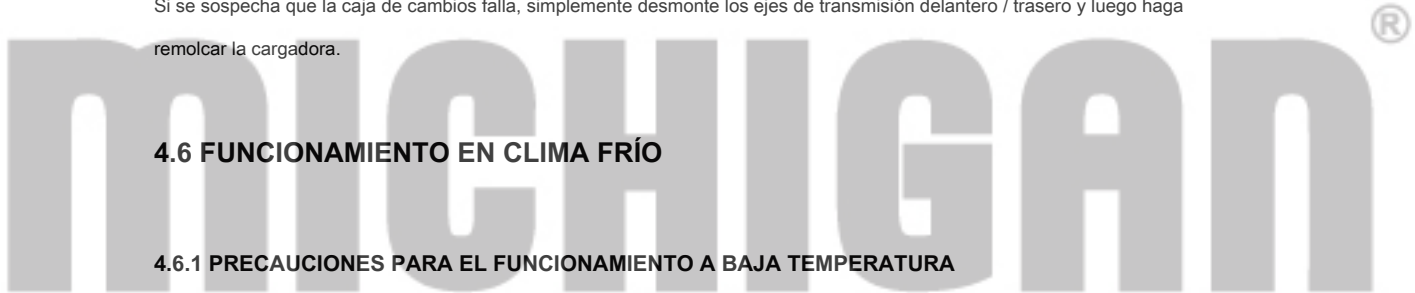 Si se sospecha que la caja de cambios falla, simplemente desmonte los ejes de transmisión delantero / trasero y luego haga
remolcar la cargadora.
MICHIGAN®
4.6 FUNCIONAMIENTO EN CLIMA FRÍO
4.6.1 PRECAUCIONES PARA EL FUNCIONAMIENTO A BAJA TEMPERATURA